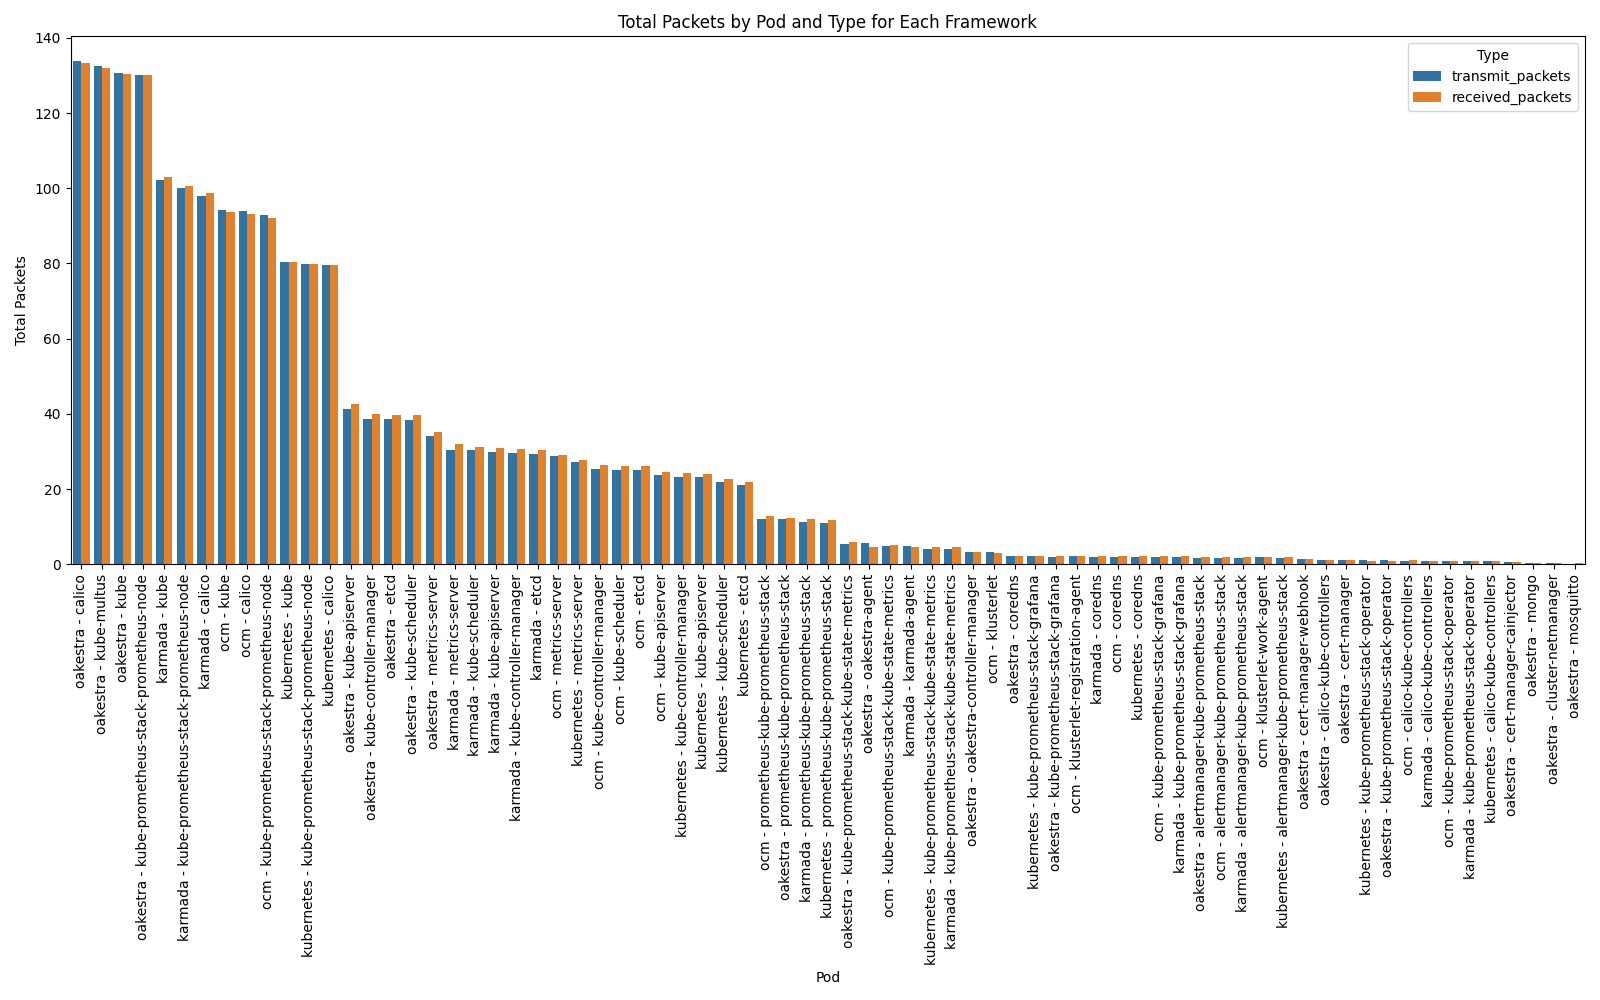 Total Packets by Pod and Type for Each Framework
Type
transmit_packets
received_packets
Total Packets
140
120
100
80
60
40
20
0
oakestra - calico
oakestra - kube-multus
oakestra - kube
oakestra - kube-prometheus-stack-prometheus-node
karmada - kube
karmada - kube-prometheus-stack-prometheus-node
karmada - calico
ocm - kube
ocm - calico
ocm - kube-prometheus-stack-prometheus-node
kubernetes - kube
kubernetes - kube-prometheus-stack-prometheus-node
kubernetes - calico
oakestra - kube-apiserver
oakestra - kube-controller-manager
oakestra - etcd
oakestra - kube-scheduler
oakestra - metrics-server
karmada - metrics-server
karmada - kube-scheduler
karmada - kube-apiserver
karmada - kube-controller-manager
karmada - etcd
ocm - metrics-server
kubernetes - metrics-server
ocm - kube-controller-manager
ocm - kube-scheduler
ocm - etcd
ocm - kube-apiserver
kubernetes - kube-controller-manager
kubernetes - kube-apiserver
kubernetes - kube-scheduler
kubernetes - etcd
ocm - prometheus-kube-prometheus-stack
oakestra - prometheus-kube-prometheus-stack
karmada - prometheus-kube-prometheus-stack
kubernetes - prometheus-kube-prometheus-stack
oakestra - kube-prometheus-stack-kube-state-metrics
oakestra - oakestra-agent
ocm - kube-prometheus-stack-kube-state-metrics
karmada - karmada-agent
kubernetes - kube-prometheus-stack-kube-state-metrics
karmada - kube-prometheus-stack-kube-state-metrics
oakestra - oakestra-controller-manager
ocm - klusterlet
oakestra - coredns
kubernetes - kube-prometheus-stack-grafana
oakestra - kube-prometheus-stack-grafana
ocm - klusterlet-registration-agent
karmada - coredns
ocm - coredns
kubernetes - coredns
ocm - kube-prometheus-stack-grafana
karmada - kube-prometheus-stack-grafana
oakestra - alertmanager-kube-prometheus-stack
ocm - alertmanager-kube-prometheus-stack
karmada - alertmanager-kube-prometheus-stack
ocm - klusterlet-work-agent
kubernetes - alertmanager-kube-prometheus-stack
oakestra - cert-manager-webhook
oakestra - calico-kube-controllers
oakestra - cert-manager
kubernetes - kube-prometheus-stack-operator
oakestra - kube-prometheus-stack-operator
ocm - calico-kube-controllers
karmada - calico-kube-controllers
ocm - kube-prometheus-stack-operator
karmada - kube-prometheus-stack-operator
kubernetes - calico-kube-controllers
oakestra - cert-manager-cainjector
oakestra - mongo
oakestra - cluster-netmanager
oakestra - mosquitto
Pod